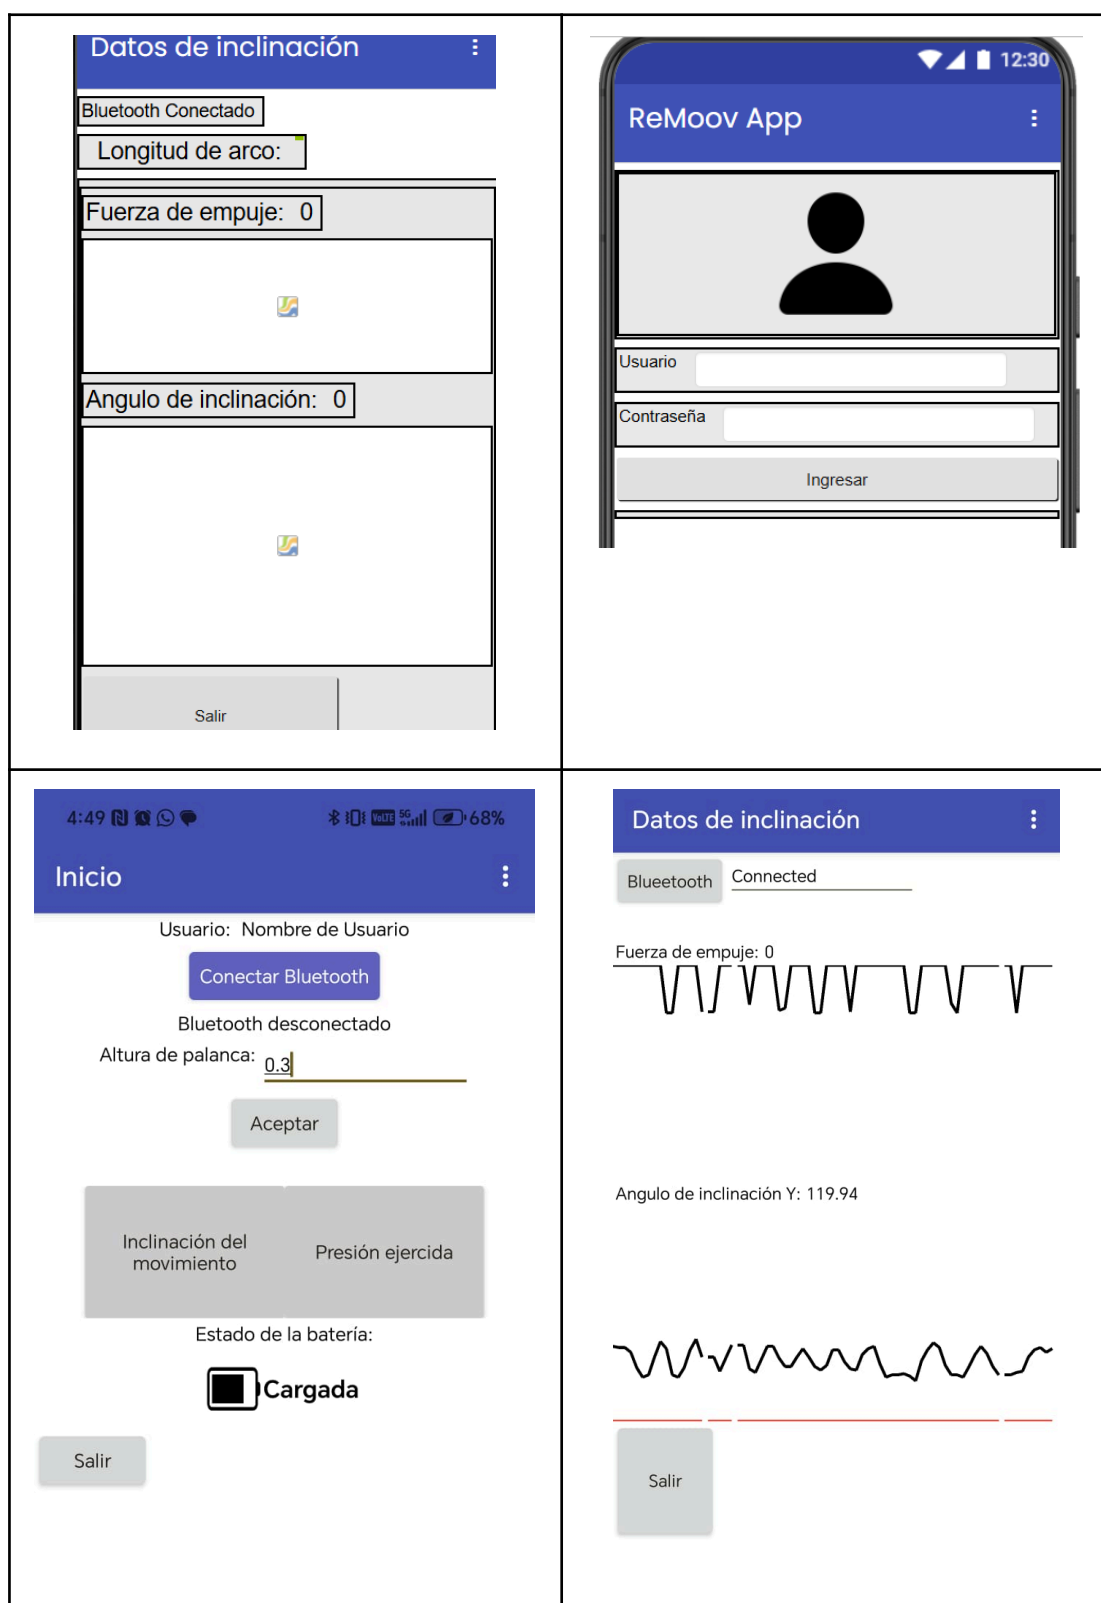 Datos de inclinación
Bluetooth Conectado
Longitud de arco:
Fuerza de empuje: 0
Angulo de inclinación: 0
Salir
12:30
ReMoov App
Usuario
Contraseña
Ingresar
4:49 68%
Inicio
Usuario: Nombre de Usuario
Conectar Bluetooth
Bluetooth desconectado
Altura de palanca: 0.3
Aceptar
Inclinación del
movimiento
Presión ejercida
Estado de la batería:
Cargada
Salir
Datos de inclinación
Blueetooth Connected
Fuerza de empuje: 0
Angulo de inclinación Y: 119.94
Salir